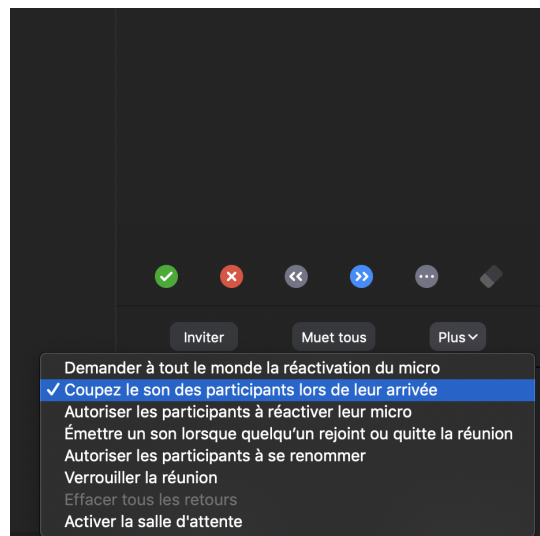 Inviter
Muet tous
Plus
Demander à tout le monde la réactivation du micro
Coupez le son des participants lors de leur arrivée
Autoriser les participants à réactiver leur micro
Émettre un son lorsque quelqu'un rejoint ou quitte la réunion
Autoriser les participants à se renommer
Verrouiller la réunion
Effacer tous les retours
Activer la salle d'attente